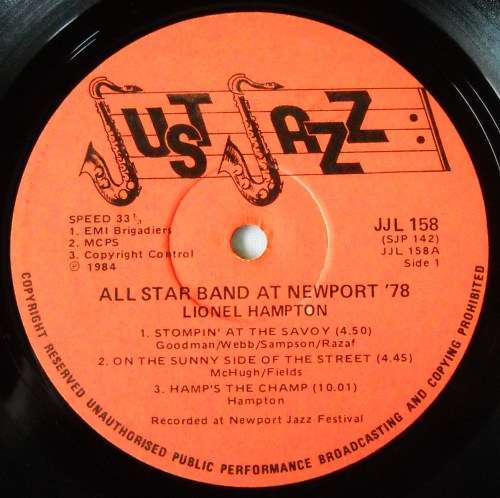 JUST JAZZ
SPEED 33⅓
1. EMI Brigadiers
2. MCPS
3. Copyright Control
℗ 1984
JJL 158
(SJP 142)
JJL 158A
Side 1
ALL STAR BAND AT NEWPORT '78
LIONEL HAMPTON
1. STOMPIN' AT THE SAVOY (4.50)
Goodman/Webb/Sampson/Razaf
2. ON THE SUNNY SIDE OF THE STREET (4.45)
McHugh/Fields
3. HAMP'S THE CHAMP (10.01)
Hampton
Recorded at Newport Jazz Festival
COPYRIGHT RESERVED UNAUTHORISED PUBLIC PERFORMANCE BROADCASTING AND COPYING PROHIBITED